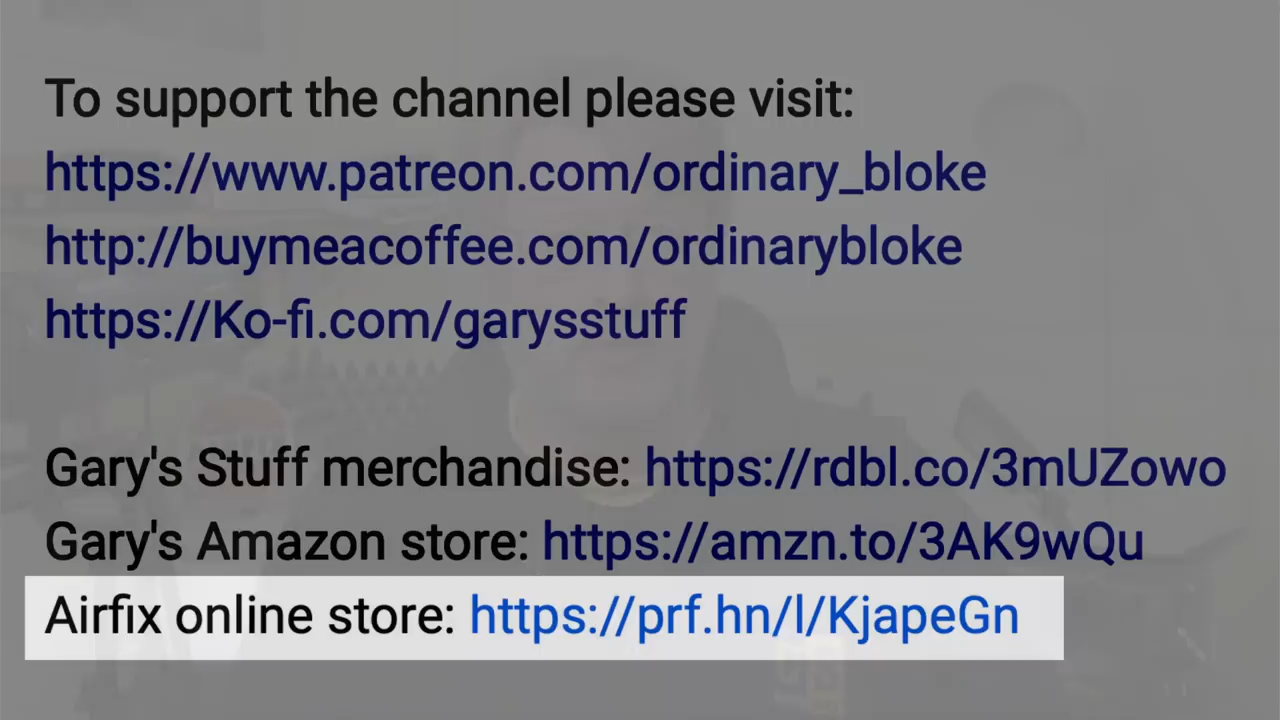 To support the channel please visit:
https://www.patreon.com/ordinary_bloke
http://buymeacoffee.com/ordinarybloke
https://Ko-fi.com/garysstuff
Gary's Stuff merchandise: https://rdbl.co/3mUZowo
Gary's Amazon store: https://amzn.to/3AK9wQu
Airfix online store: https://prf.hn/l/KjapeGn